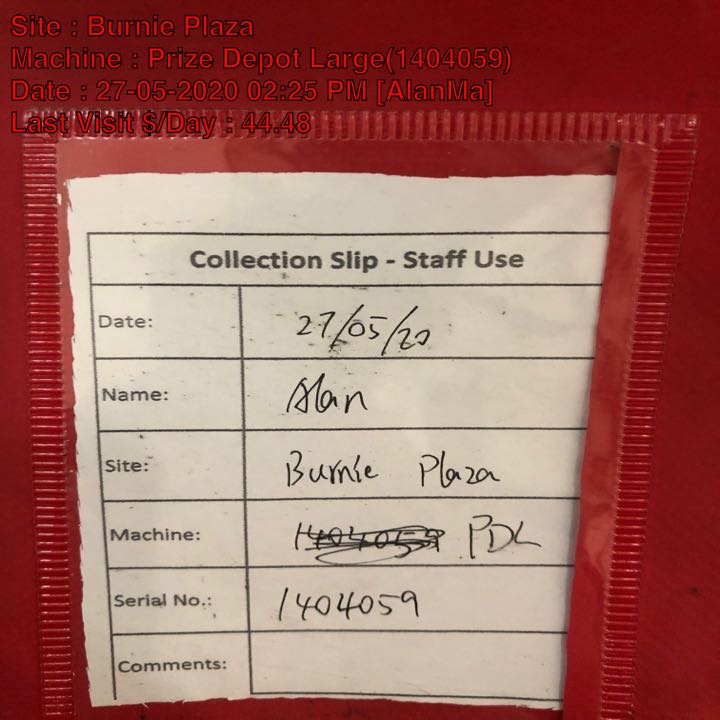 Site : Burnie Plaza
Machine : Prize Depot Large(1404059)
Date : 27-05-2020 02:25 PM [AlanMa]
Last Visit $/Day : 44.48
Collection Slip - Staff Use
Date: 27/05/20
Name: Alan
Site: Burnie Plaza
Machine: 1404059 PDL
Serial No.: 1404059
Comments: